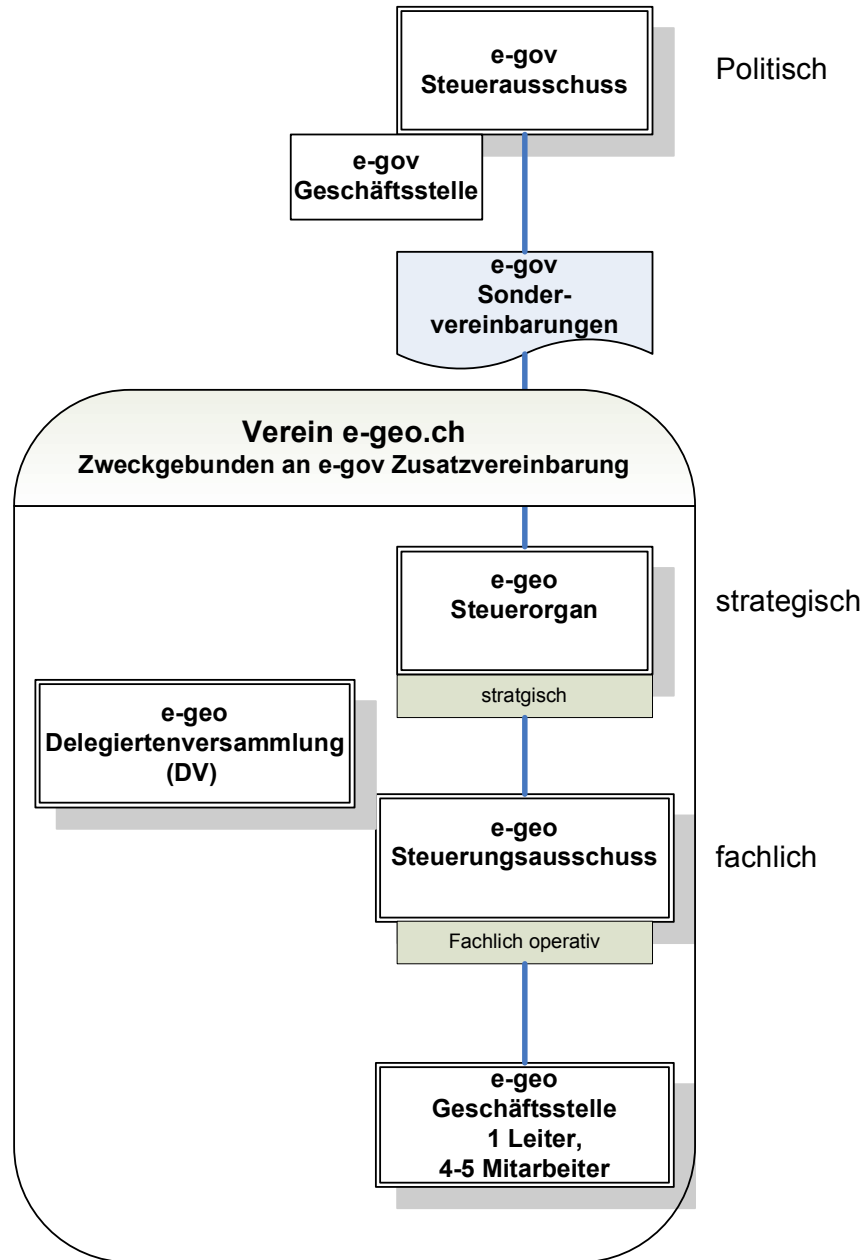 e-gov
Steuerausschuss
Politisch
e-gov
Geschäftsstelle
e-gov
Sonder-
vereinbarungen
Verein e-geo.ch
Zweckgebunden an e-gov Zusatzvereinbarung
e-geo
Steuerorgan
strategisch
stratgisch
e-geo
Delegiertenversammlung
(DV)
e-geo
Steuerungsausschuss
fachlich
Fachlich operativ
e-geo
Geschäftsstelle
1 Leiter,
4-5 Mitarbeiter